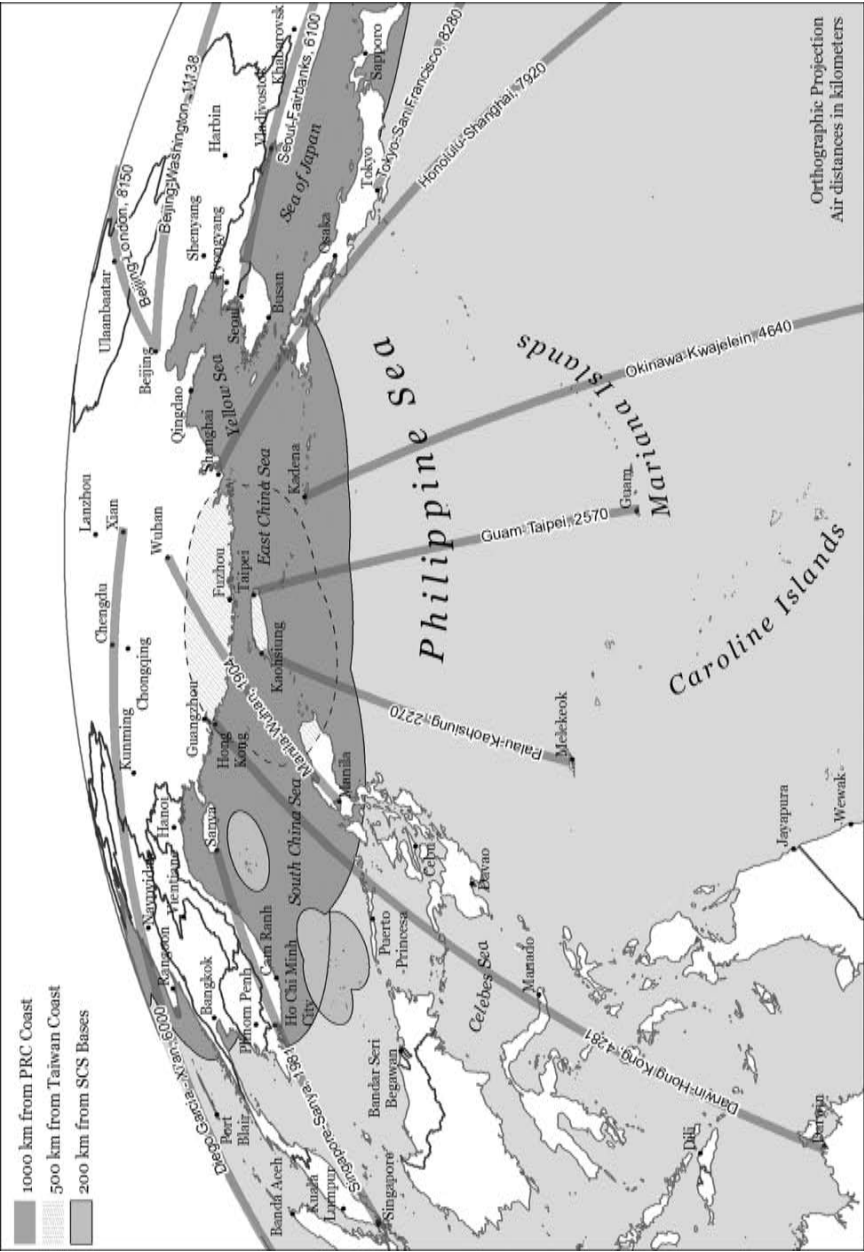 1000 km from PRC Coast
500 km from Taiwan Coast
200 km from SCS Bases
Orthographic Projection
Air distances in kilometers
Beijing-London, 8150
Beijing-Washington, 11138
Seoul-Fairbanks, 6100
Tokyo-San Francisco, 8280
Honolulu-Shanghai, 7920
Okinawa-Kwajelein, 4640
Guam-Taipei, 2570
Palau-Kaohsiung, 2270
Manila-Wuhan, 1904
Darwin-Hong Kong, 4281
Singapore-Sanya, 1981
Diego Garcia-Xi'an, 6000
Ulaanbaatar
Harbin
Khabarovsk
Vladivostok
Sapporo
Shenyang
Pyongyang
Seoul
Busan
Sea of Japan
Tokyo
Osaka
Beijing
Qingdao
Yellow Sea
Shanghai
Lanzhou
Xian
Wuhan
Chengdu
Chongqing
Fuzhou
Taipei
East China Sea
Kadena
Kaohsiung
Kunming
Guangzhou
Hong
Kong
Hanoi
Sanya
South China Sea
Manila
Vientiane
Rangoon
Bangkok
Phnom Penh
Cam Ranh
Ho Chi Minh
City
Puerto
Princesa
Cebu
Davao
Port
Blair
Banda Aceh
Kuala
Lumpur
Singapore
Bandar Seri
Begawan
Celebes Sea
Manado
Dili
Darwin
Philippine Sea
Mariana Islands
Guam
Caroline Islands
Melekeok
Jayapura
Wewak